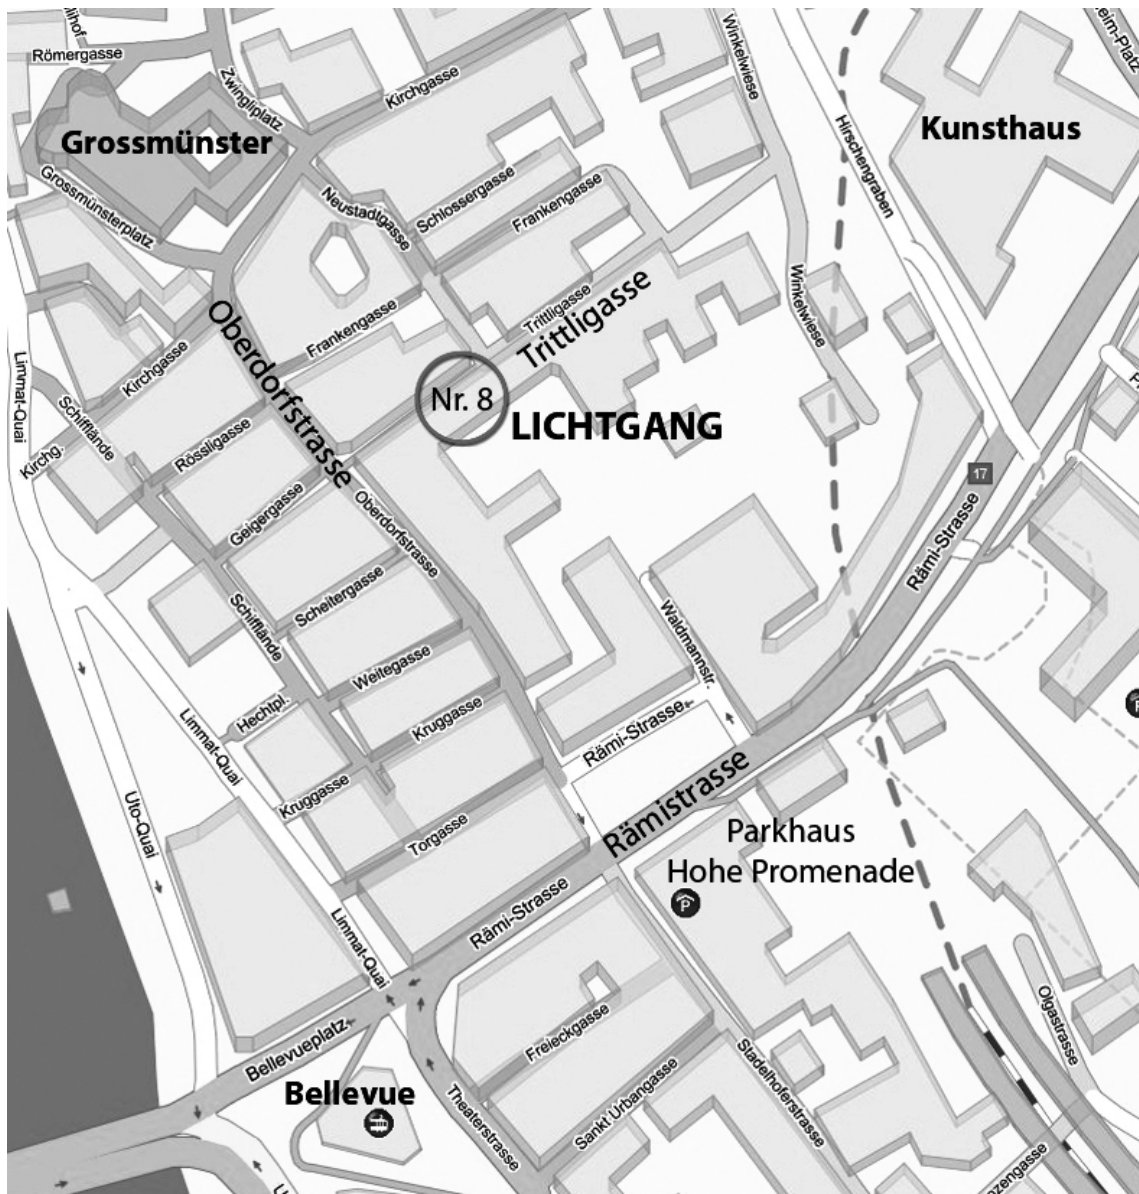 Römergasse
Zwingliplatz
Kirchgasse
Winkelwiese
Hirschengraben
Kunsthaus
Grossmünster
Grossmünsterplatz
Neustadtgasse
Schlossergasse
Frankengasse
Winkelwiese
Trittligasse
Trittligasse
Oberdorfstrasse
Frankengasse
Kirchgasse
Limmat-Quai
Schifflände
Nr. 8
LICHTGANG
Kirchg.
Rössligasse
Geigergasse
Oberdorfstrasse
17
Rämi-Strasse
Scheitergasse
Schifflände
Waldmannstr.
Weitegasse
Hechtpl.
Kruggasse
Limmat-Quai
Rämi-Strasse
Rämistrasse
Kruggasse
Torgasse
Uto-Quai
Parkhaus
Hohe Promenade
P
Rämi-Strasse
Limmat-Quai
Freieckgasse
Olgastrasse
Bellevueplatz
Stadelhoferstrasse
Bellevue
Theaterstrasse
Sankt Urbangasse